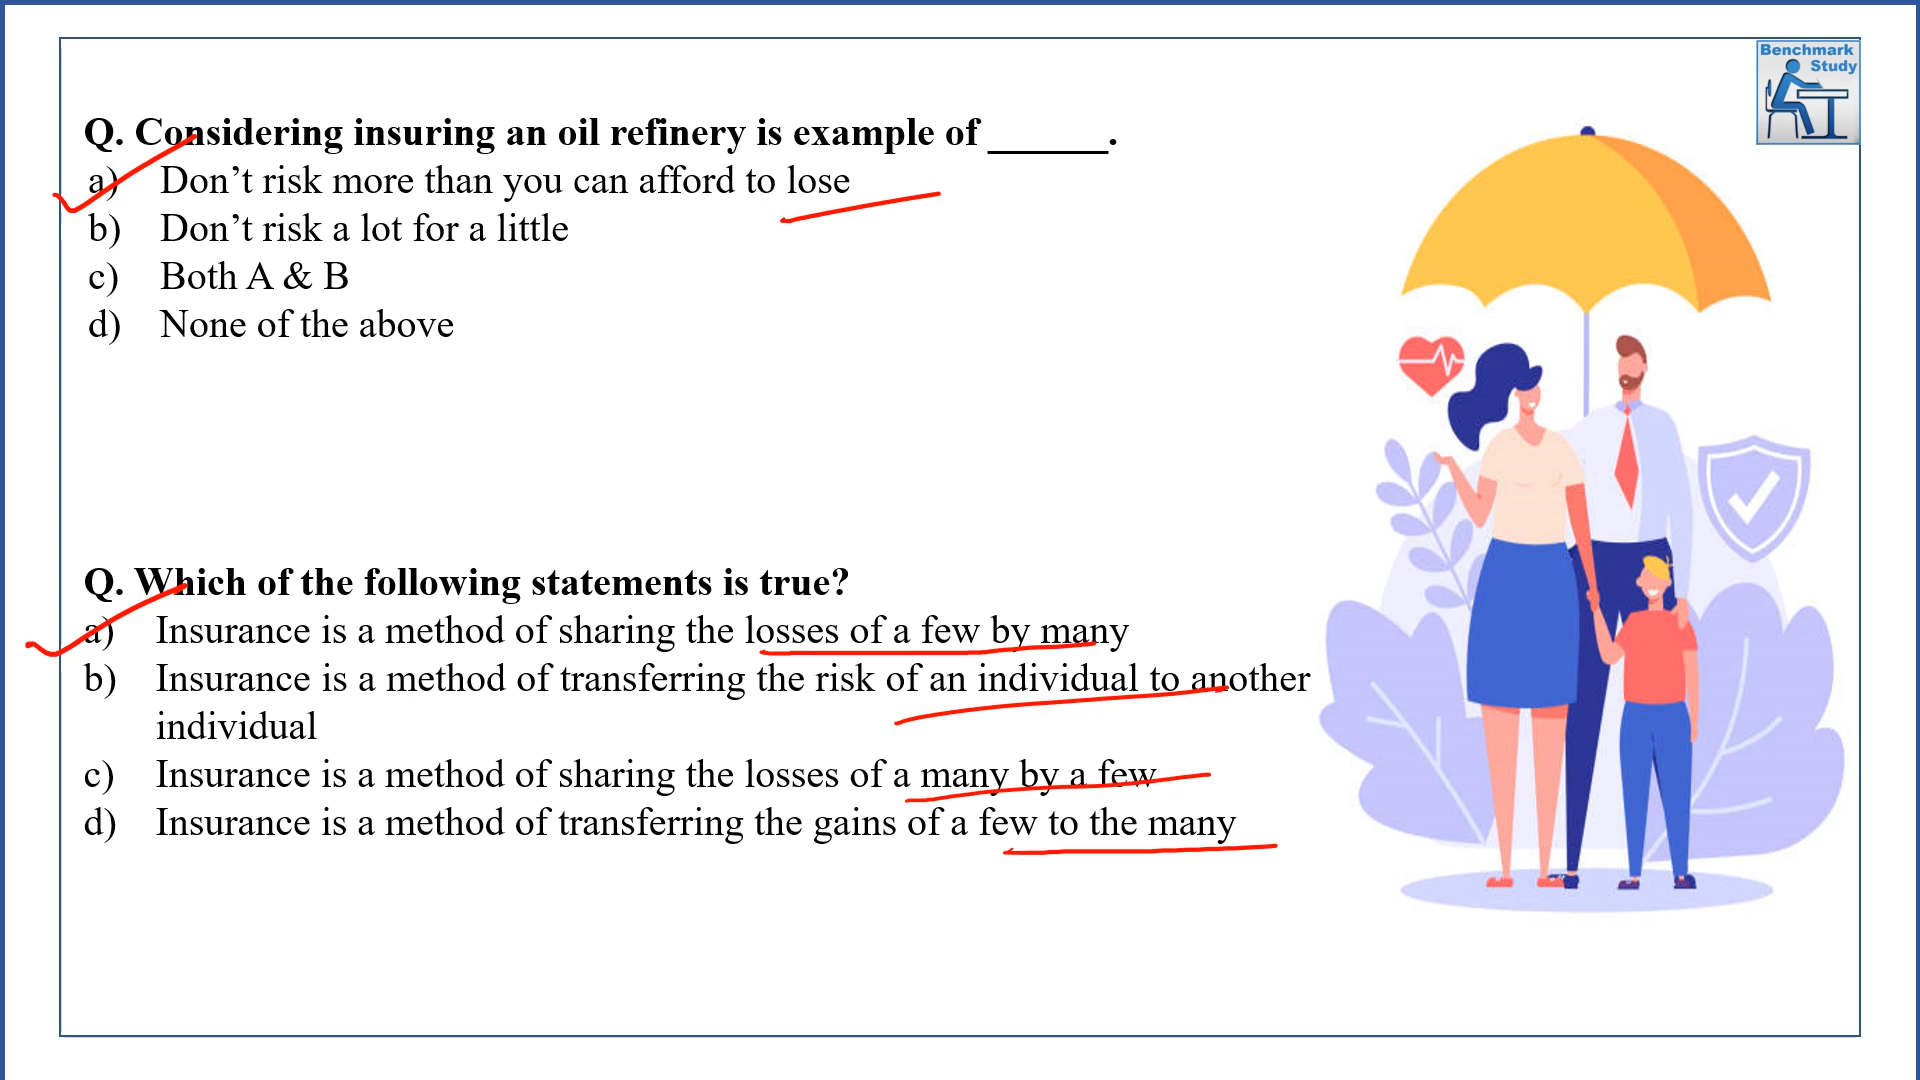 Benchmark
Study
Q. Considering insuring an oil refinery is example of ______.
a) Don’t risk more than you can afford to lose
b) Don’t risk a lot for a little
c) Both A & B
d) None of the above
Q. Which of the following statements is true?
a) Insurance is a method of sharing the losses of a few by many
b) Insurance is a method of transferring the risk of an individual to another
individual
c) Insurance is a method of sharing the losses of a many by a few
d) Insurance is a method of transferring the gains of a few to the many